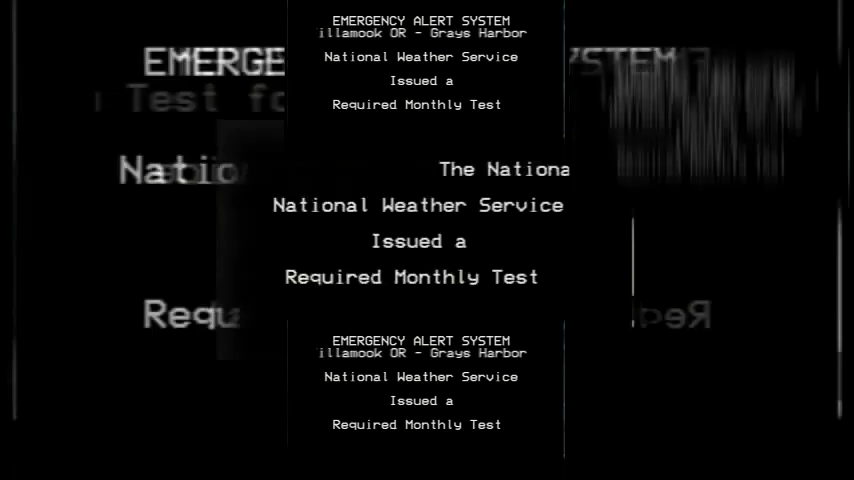 EMERGENCY ALERT SYSTEM
illamook OR - Grays Harbor
National Weather Service
Issued a
Required Monthly Test
EMERGE
YSTEM
Test fo
Natio
The Nationa
National Weather Service
Issued a
Required Monthly Test
Requ
Req
EMERGENCY ALERT SYSTEM
illamook OR - Grays Harbor
National Weather Service
Issued a
Required Monthly Test